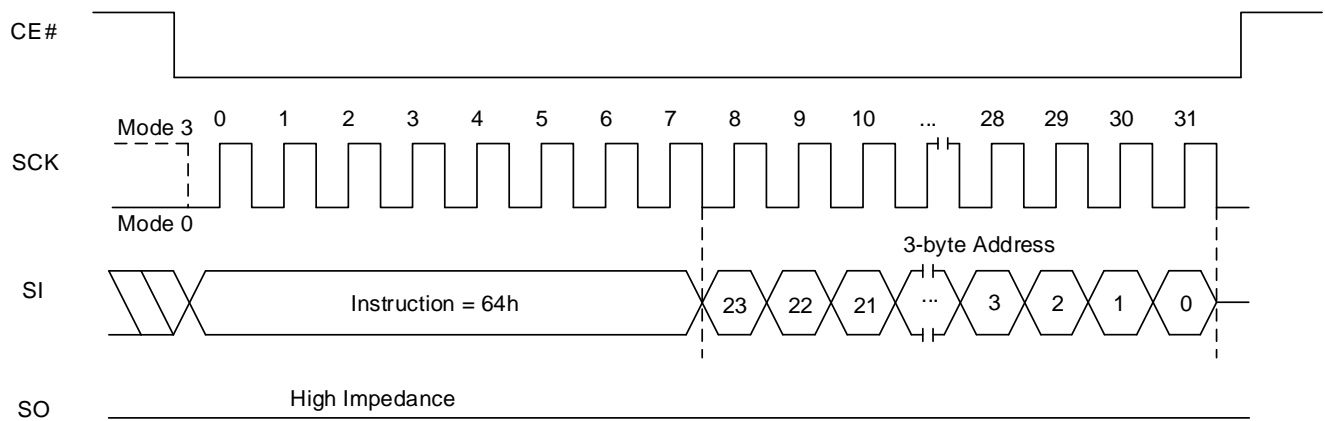 CE#
Mode 3
0 1 2 3 4 5 6 7 8 9 10 ... 28 29 30 31
SCK
Mode 0
3-byte Address
SI
Instruction = 64h
23 22 21 ... 3 2 1 0
High Impedance
SO